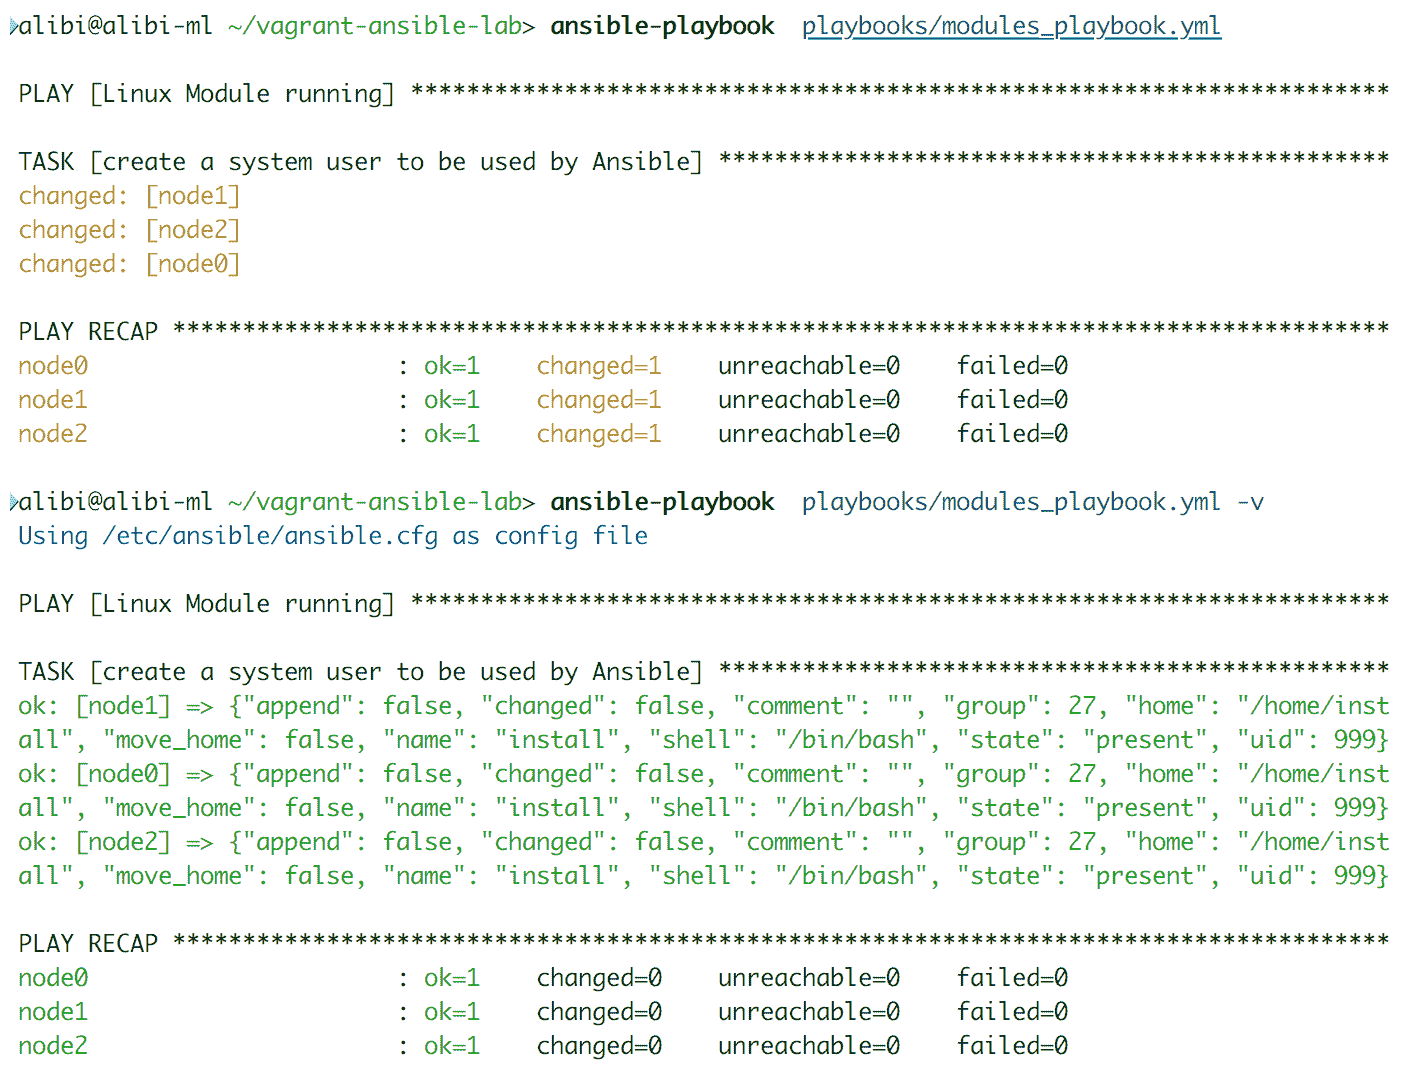 alibi@alibi-ml ~/vagrant-ansible-lab> ansible-playbook  playbooks/modules_playbook.yml
PLAY [Linux Module running] **********************************************************************
TASK [create a system user to be used by Ansible] ************************************************
changed: [node1]
changed: [node2]
changed: [node0]
PLAY RECAP ***************************************************************************************
node0                      : ok=1    changed=1    unreachable=0    failed=0
node1                      : ok=1    changed=1    unreachable=0    failed=0
node2                      : ok=1    changed=1    unreachable=0    failed=0
alibi@alibi-ml ~/vagrant-ansible-lab> ansible-playbook  playbooks/modules_playbook.yml -v
Using /etc/ansible/ansible.cfg as config file
PLAY [Linux Module running] **********************************************************************
TASK [create a system user to be used by Ansible] ************************************************
ok: [node1] => {"append": false, "changed": false, "comment": "", "group": 27, "home": "/home/inst
all", "move_home": false, "name": "install", "shell": "/bin/bash", "state": "present", "uid": 999}
ok: [node0] => {"append": false, "changed": false, "comment": "", "group": 27, "home": "/home/inst
all", "move_home": false, "name": "install", "shell": "/bin/bash", "state": "present", "uid": 999}
ok: [node2] => {"append": false, "changed": false, "comment": "", "group": 27, "home": "/home/inst
all", "move_home": false, "name": "install", "shell": "/bin/bash", "state": "present", "uid": 999}
PLAY RECAP ***************************************************************************************
node0                      : ok=1    changed=0    unreachable=0    failed=0
node1                      : ok=1    changed=0    unreachable=0    failed=0
node2                      : ok=1    changed=0    unreachable=0    failed=0